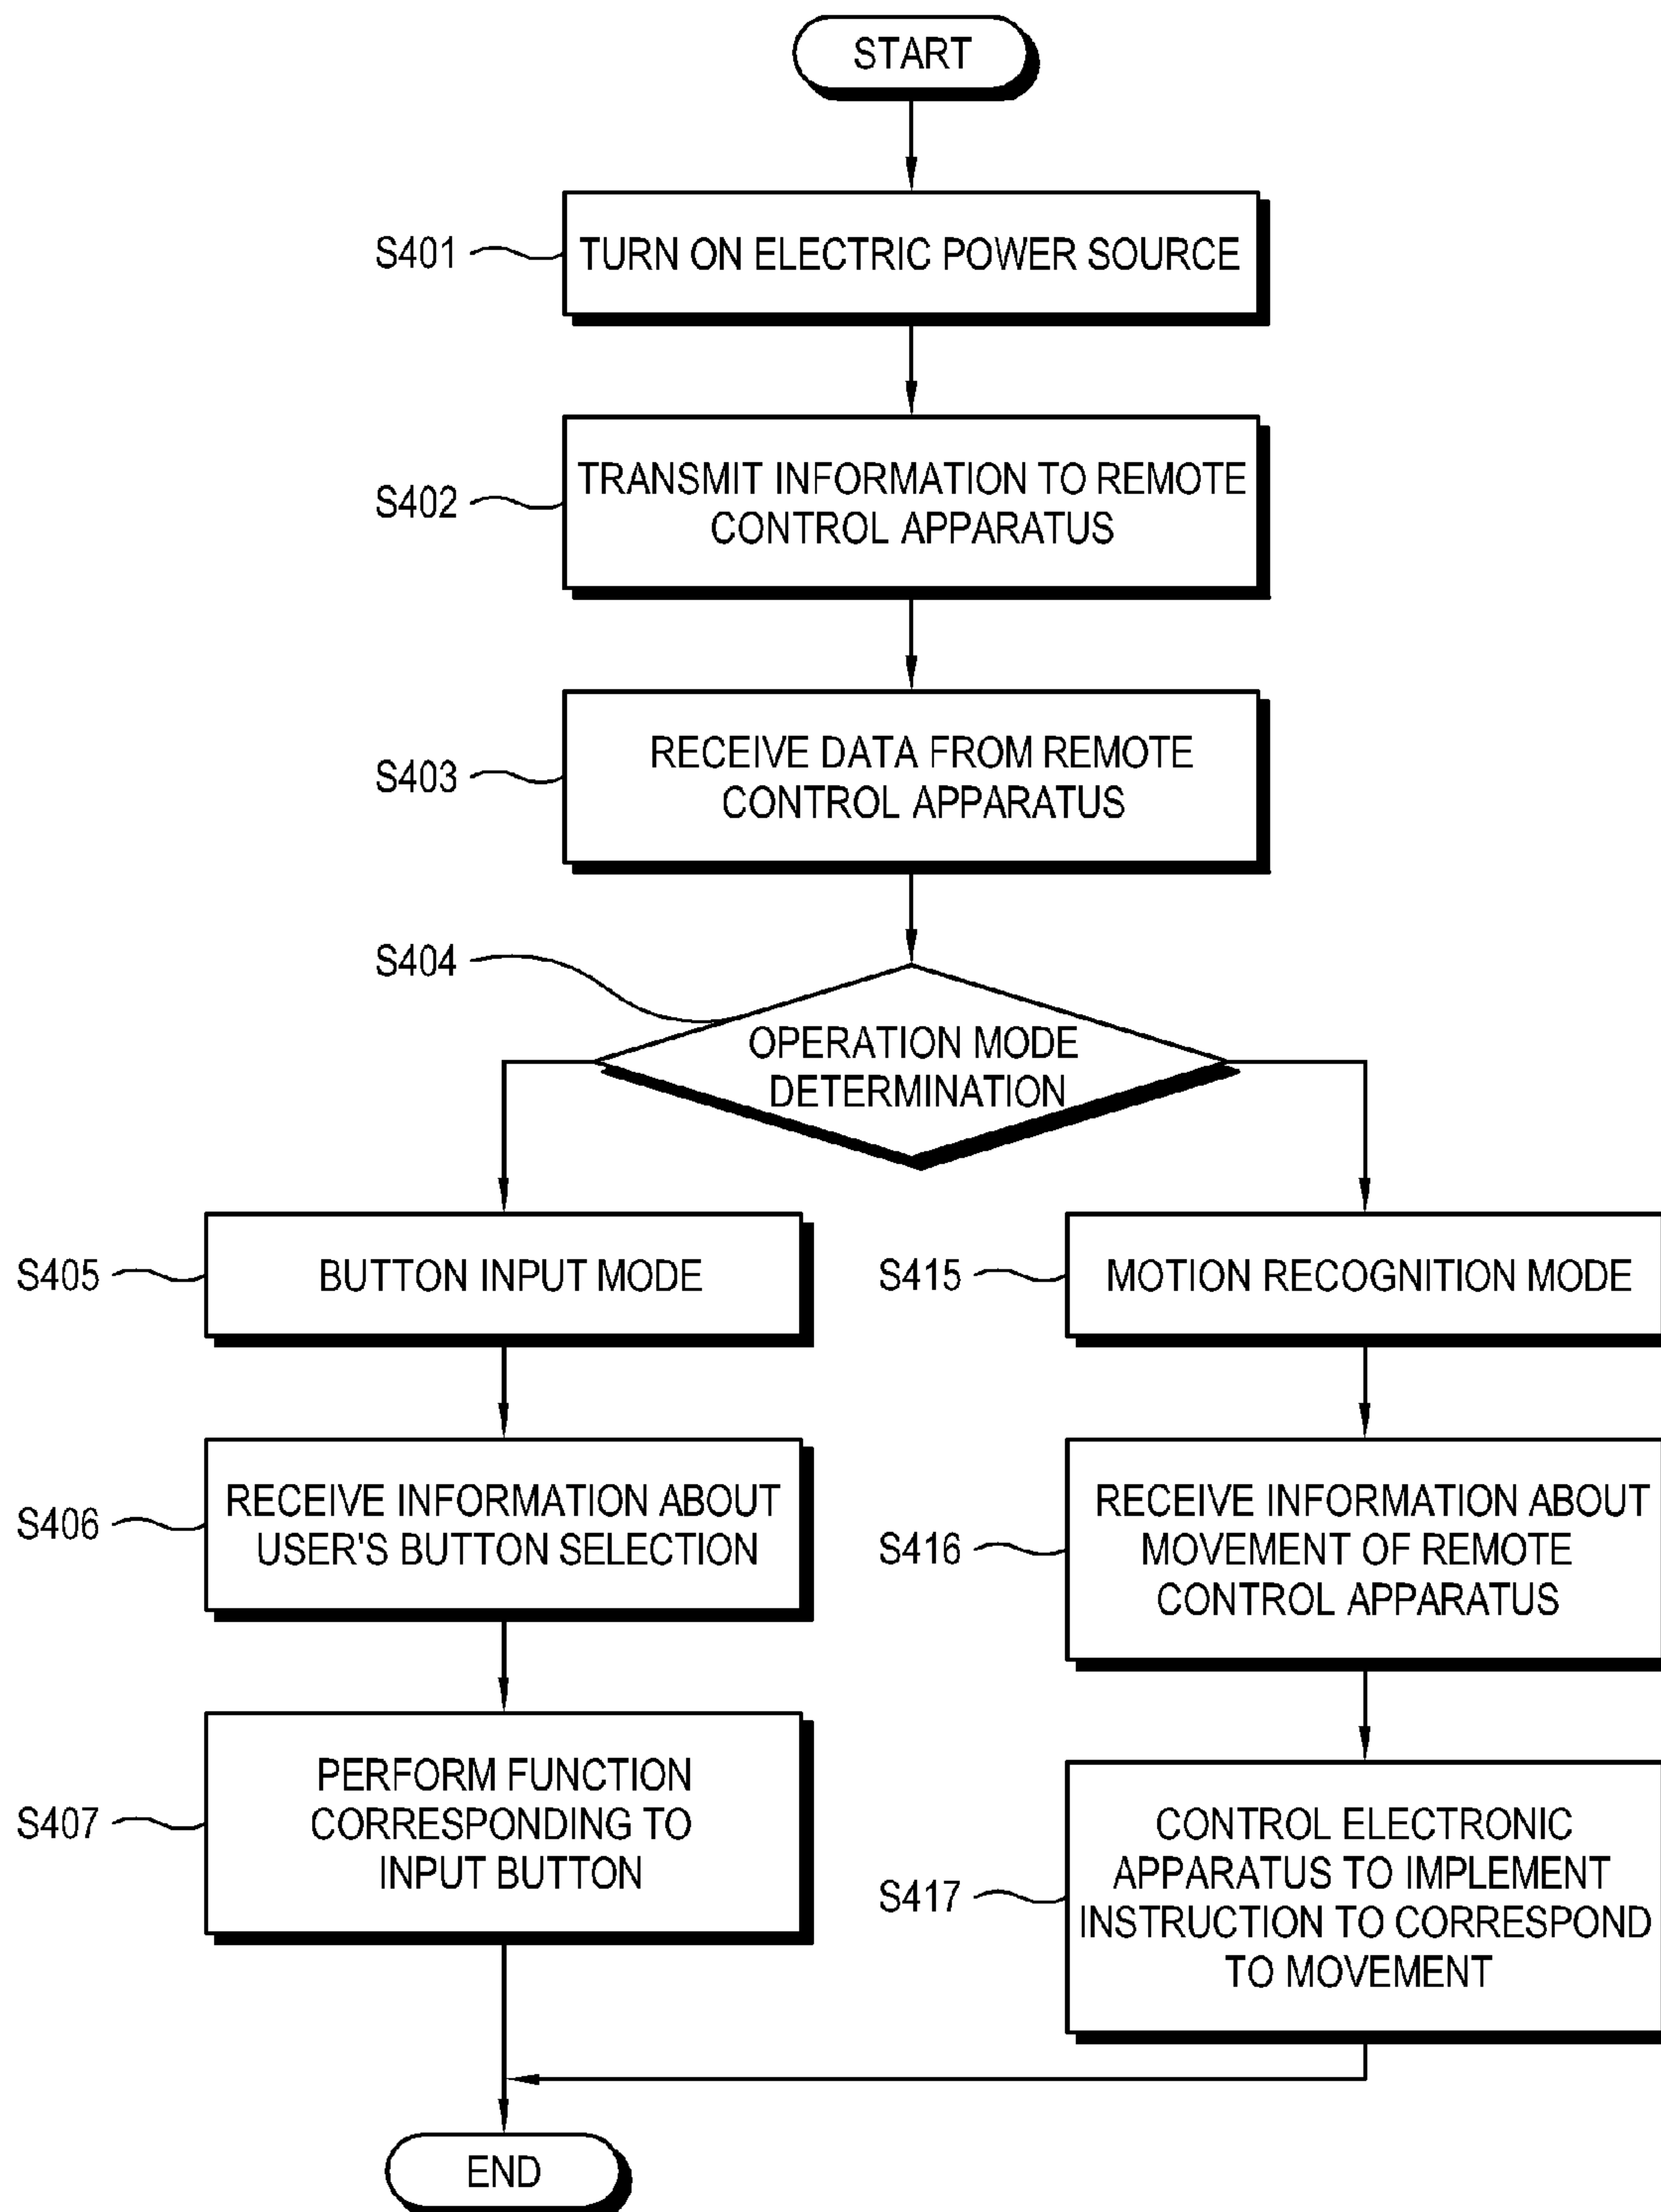 START
S401
TURN ON ELECTRIC POWER SOURCE
S402
TRANSMIT INFORMATION TO REMOTE
CONTROL APPARATUS
S403
RECEIVE DATA FROM REMOTE
CONTROL APPARATUS
S404
OPERATION MODE
DETERMINATION
S405
BUTTON INPUT MODE
S406
RECEIVE INFORMATION ABOUT
USER'S BUTTON SELECTION
S407
PERFORM FUNCTION
CORRESPONDING TO
INPUT BUTTON
S415
MOTION RECOGNITION MODE
S416
RECEIVE INFORMATION ABOUT
MOVEMENT OF REMOTE
CONTROL APPARATUS
S417
CONTROL ELECTRONIC
APPARATUS TO IMPLEMENT
INSTRUCTION TO CORRESPOND
TO MOVEMENT
END